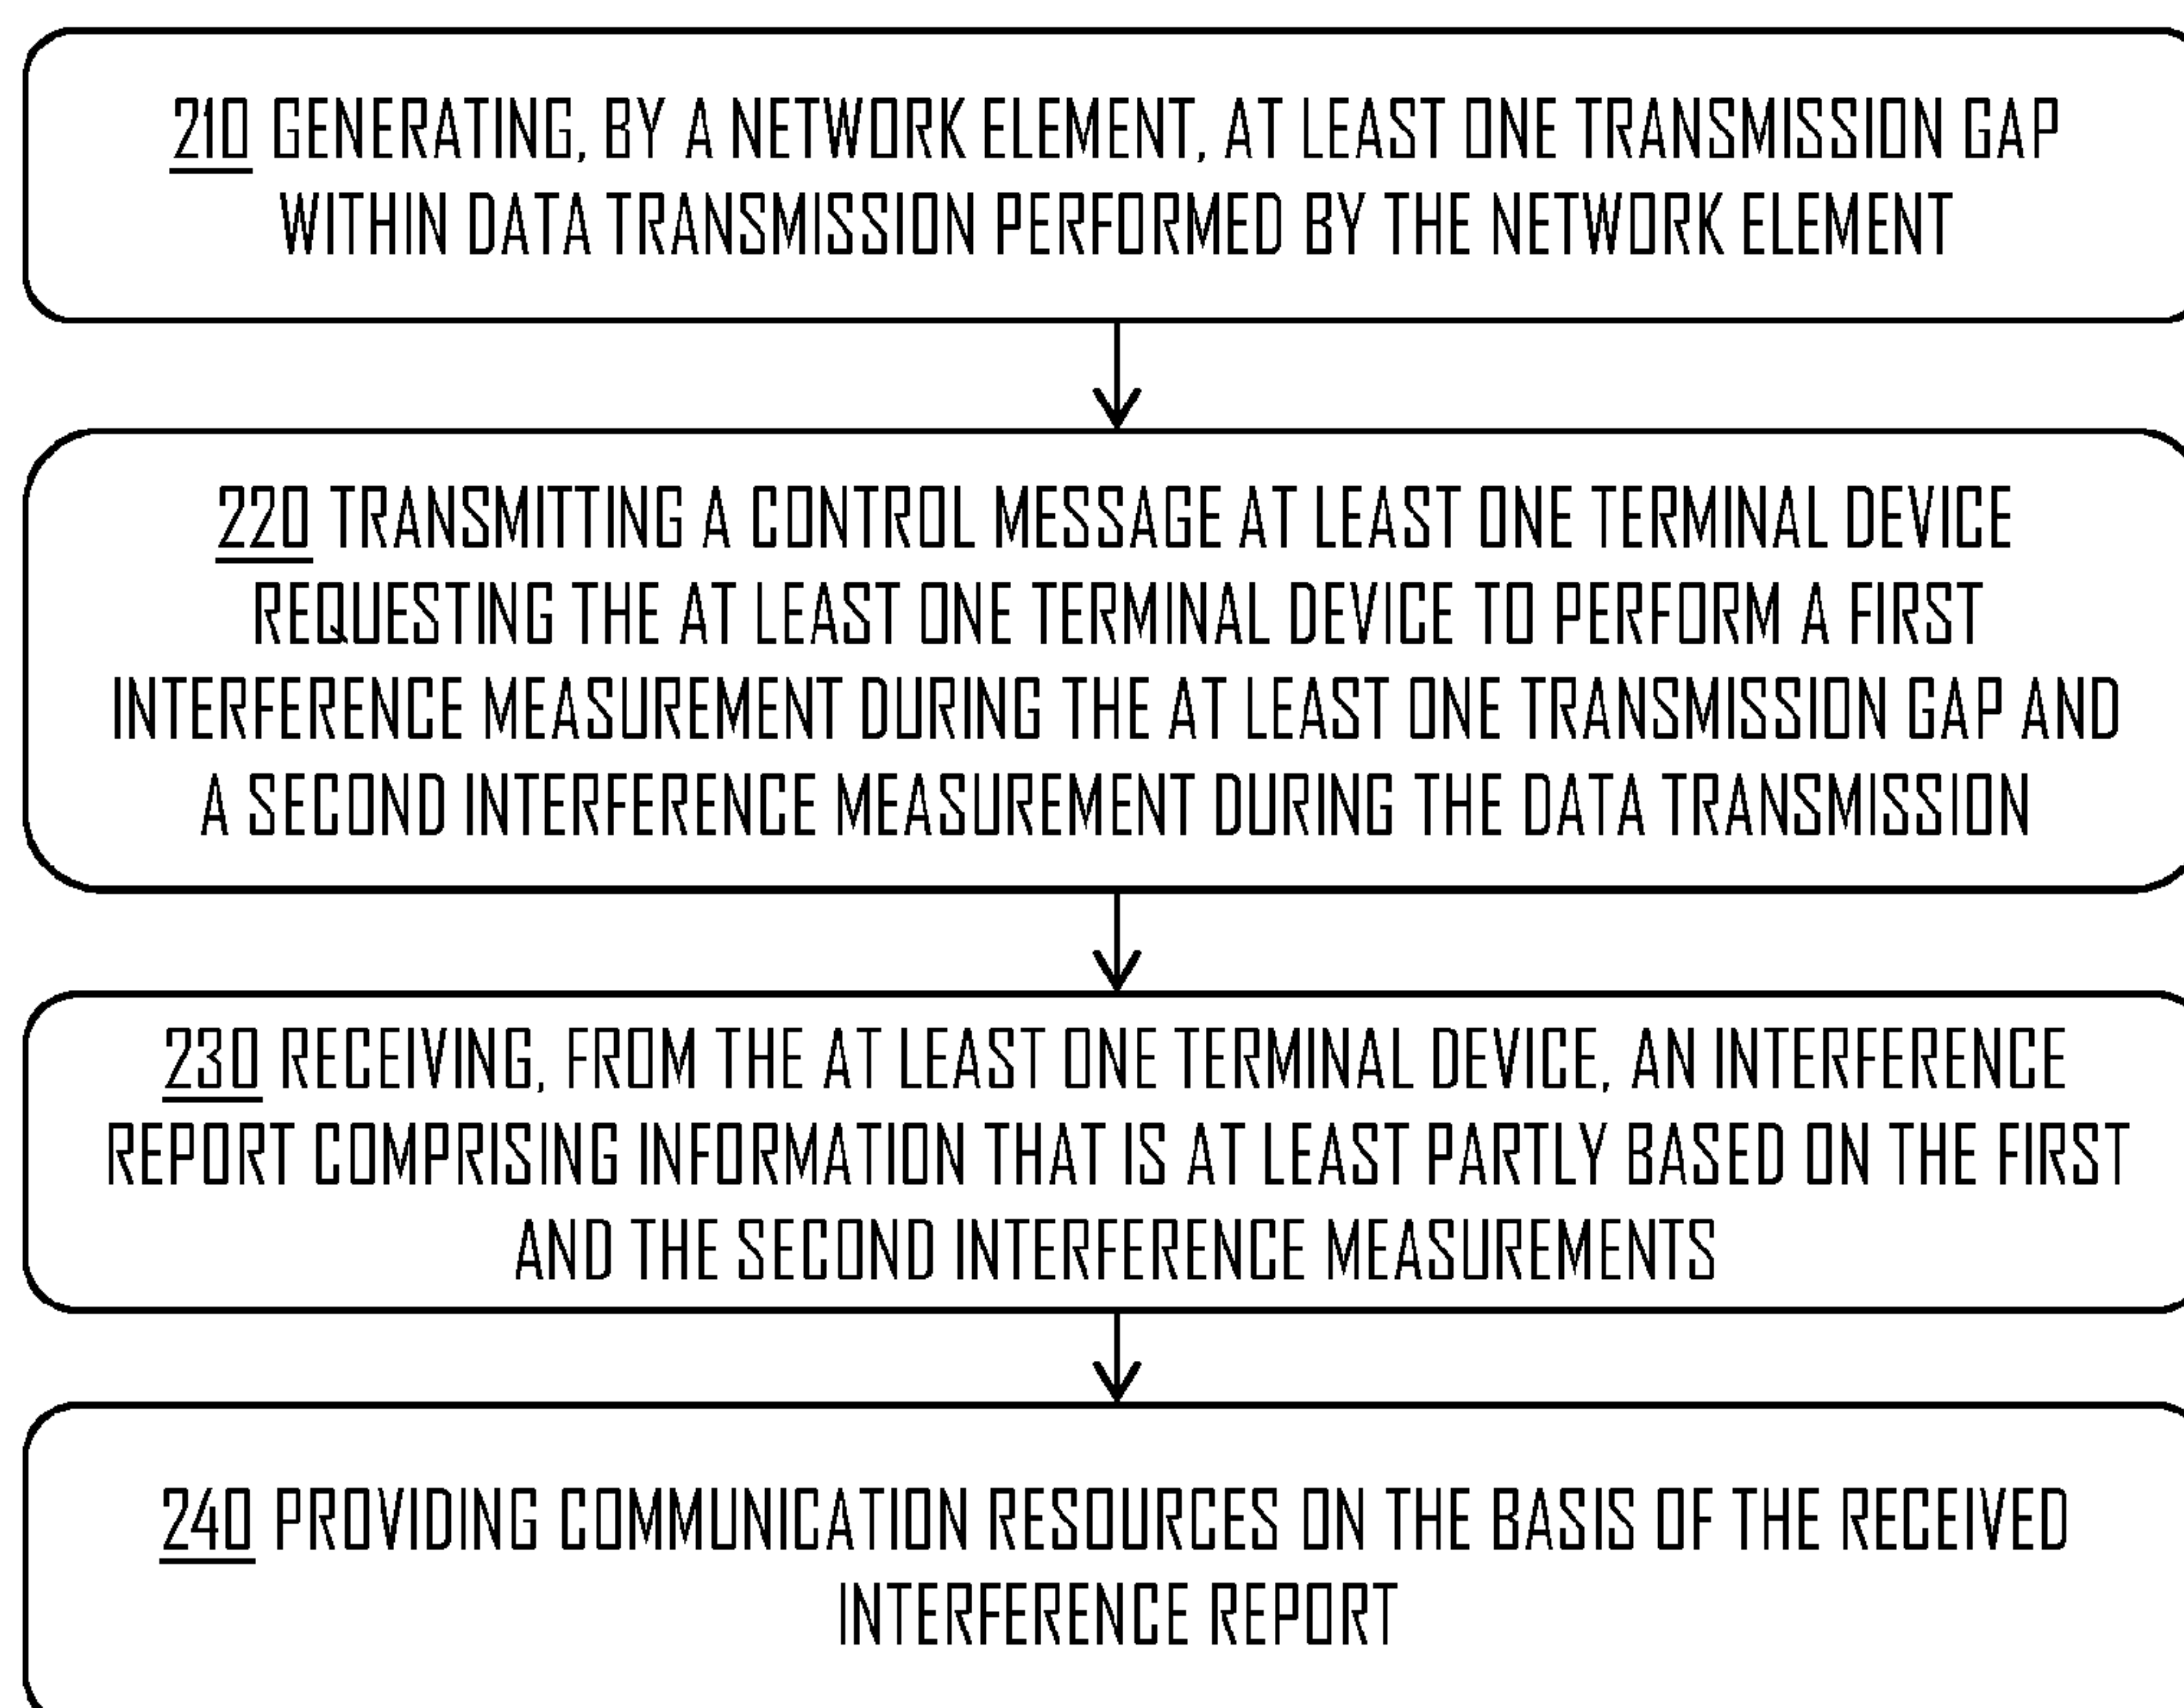 210 GENERATING, BY A NETWORK ELEMENT, AT LEAST ONE TRANSMISSION GAP
WITHIN DATA TRANSMISSION PERFORMED BY THE NETWORK ELEMENT
220 TRANSMITTING A CONTROL MESSAGE AT LEAST ONE TERMINAL DEVICE
REQUESTING THE AT LEAST ONE TERMINAL DEVICE TO PERFORM A FIRST
INTERFERENCE MEASUREMENT DURING THE AT LEAST ONE TRANSMISSION GAP AND
A SECOND INTERFERENCE MEASUREMENT DURING THE DATA TRANSMISSION
230 RECEIVING, FROM THE AT LEAST ONE TERMINAL DEVICE, AN INTERFERENCE
REPORT COMPRISING INFORMATION THAT IS AT LEAST PARTLY BASED ON THE FIRST
AND THE SECOND INTERFERENCE MEASUREMENTS
240 PROVIDING COMMUNICATION RESOURCES ON THE BASIS OF THE RECEIVED
INTERFERENCE REPORT